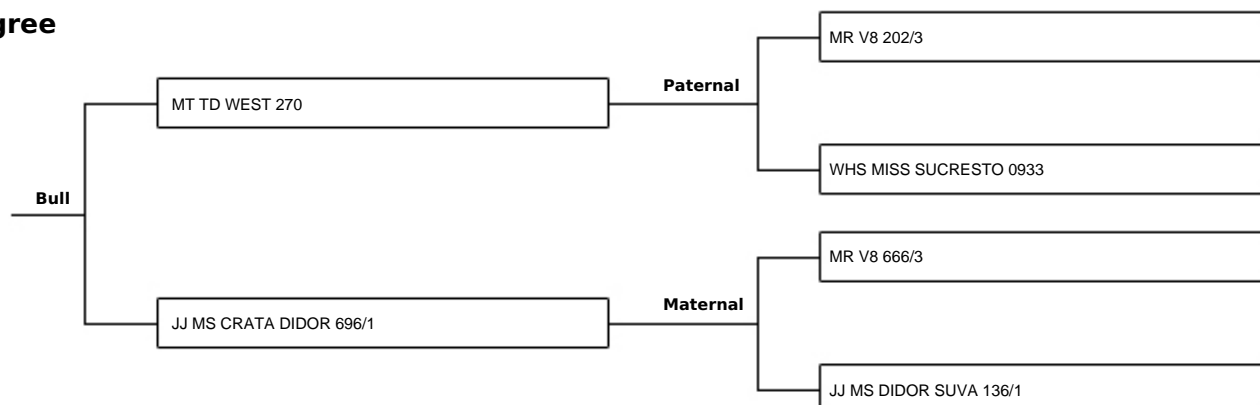 MR V8 202/3
MT TD WEST 270
Paternal
WHS MISS SUCRESTO 0933
Bull
MR V8 666/3
JJ MS CRATA DIDOR 696/1
Maternal
JJ MS DIDOR SUVA 136/1